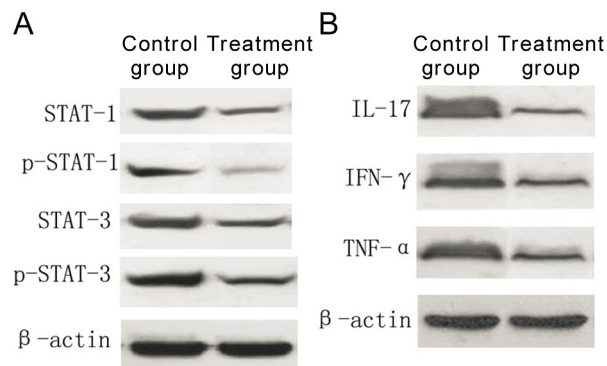 A
Control Treatment
group group
STAT-1
p-STAT-1
STAT-3
p-STAT-3
β-actin
B
Control Treatment
group group
IL-17
IFN-γ
TNF-α
β-actin